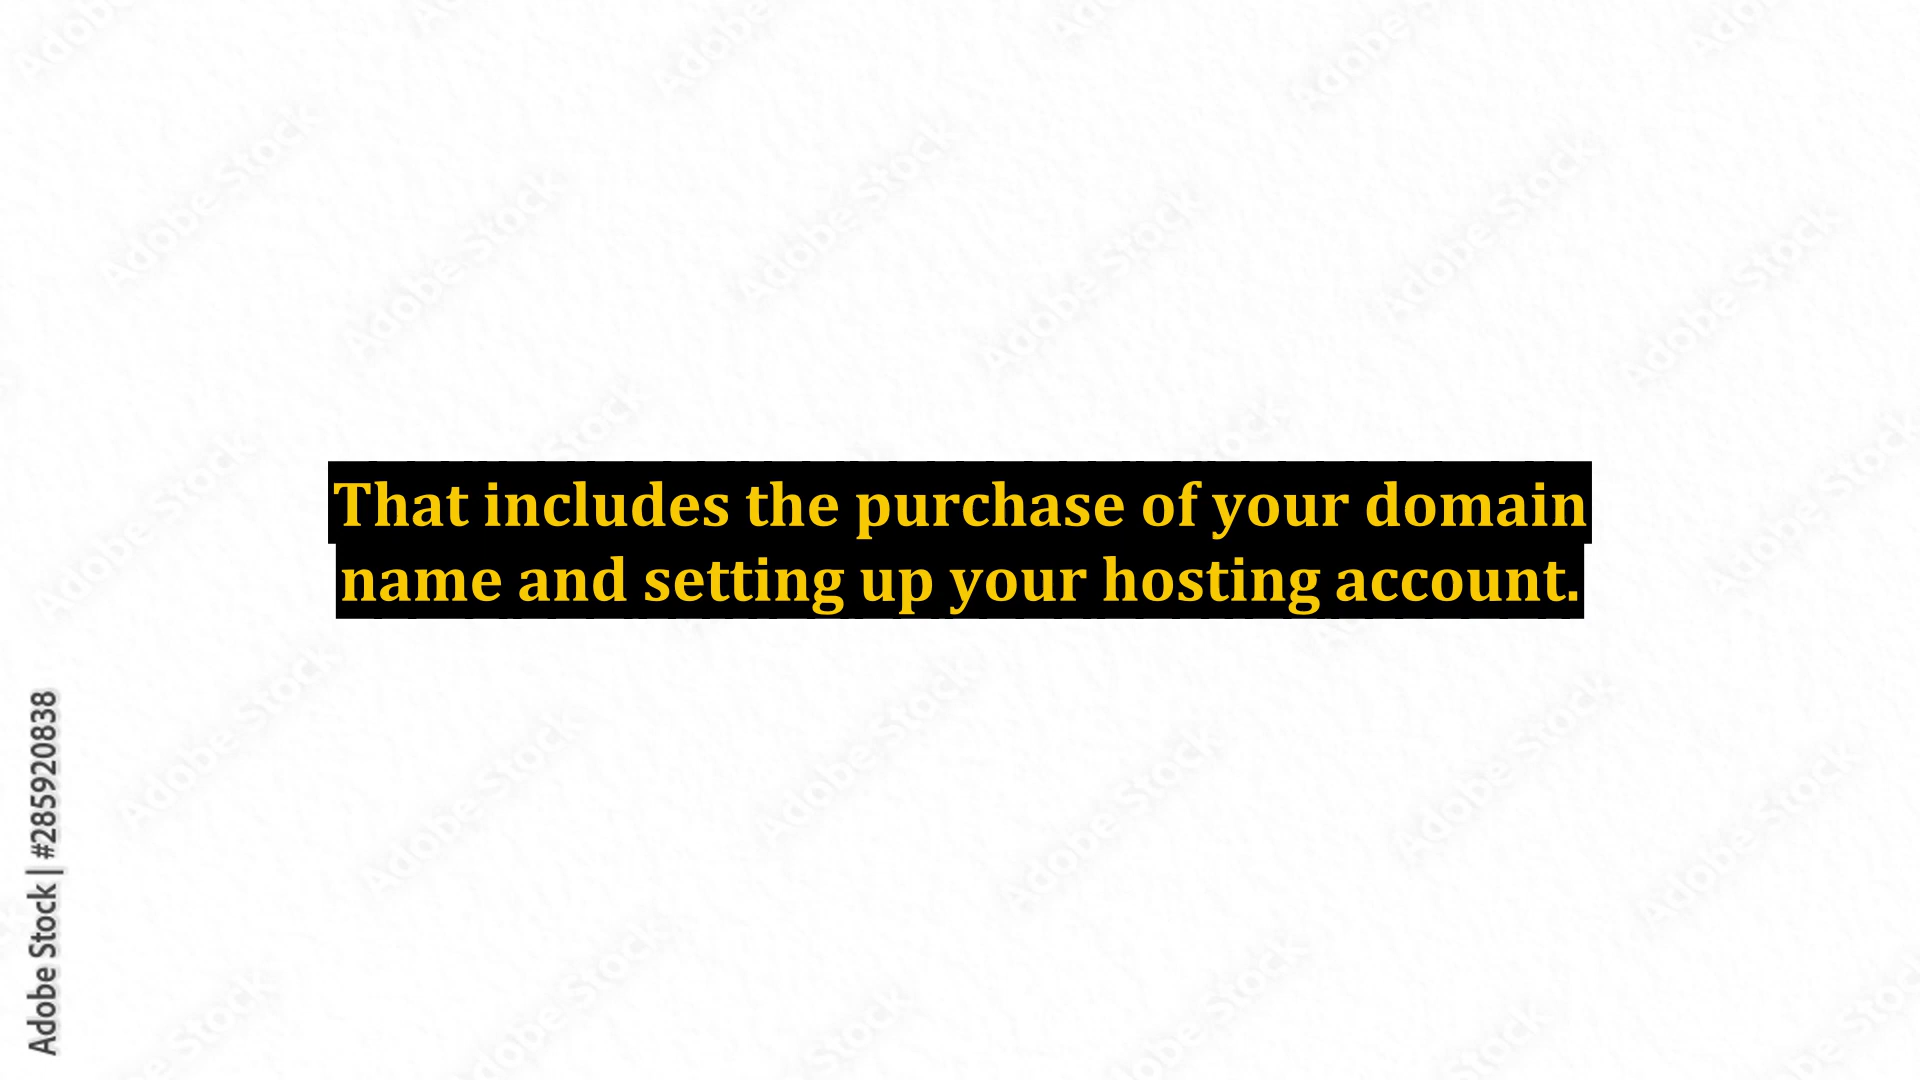 That includes the purchase of your domain
name and setting up your hosting account.
Adobe Stock | #285920838